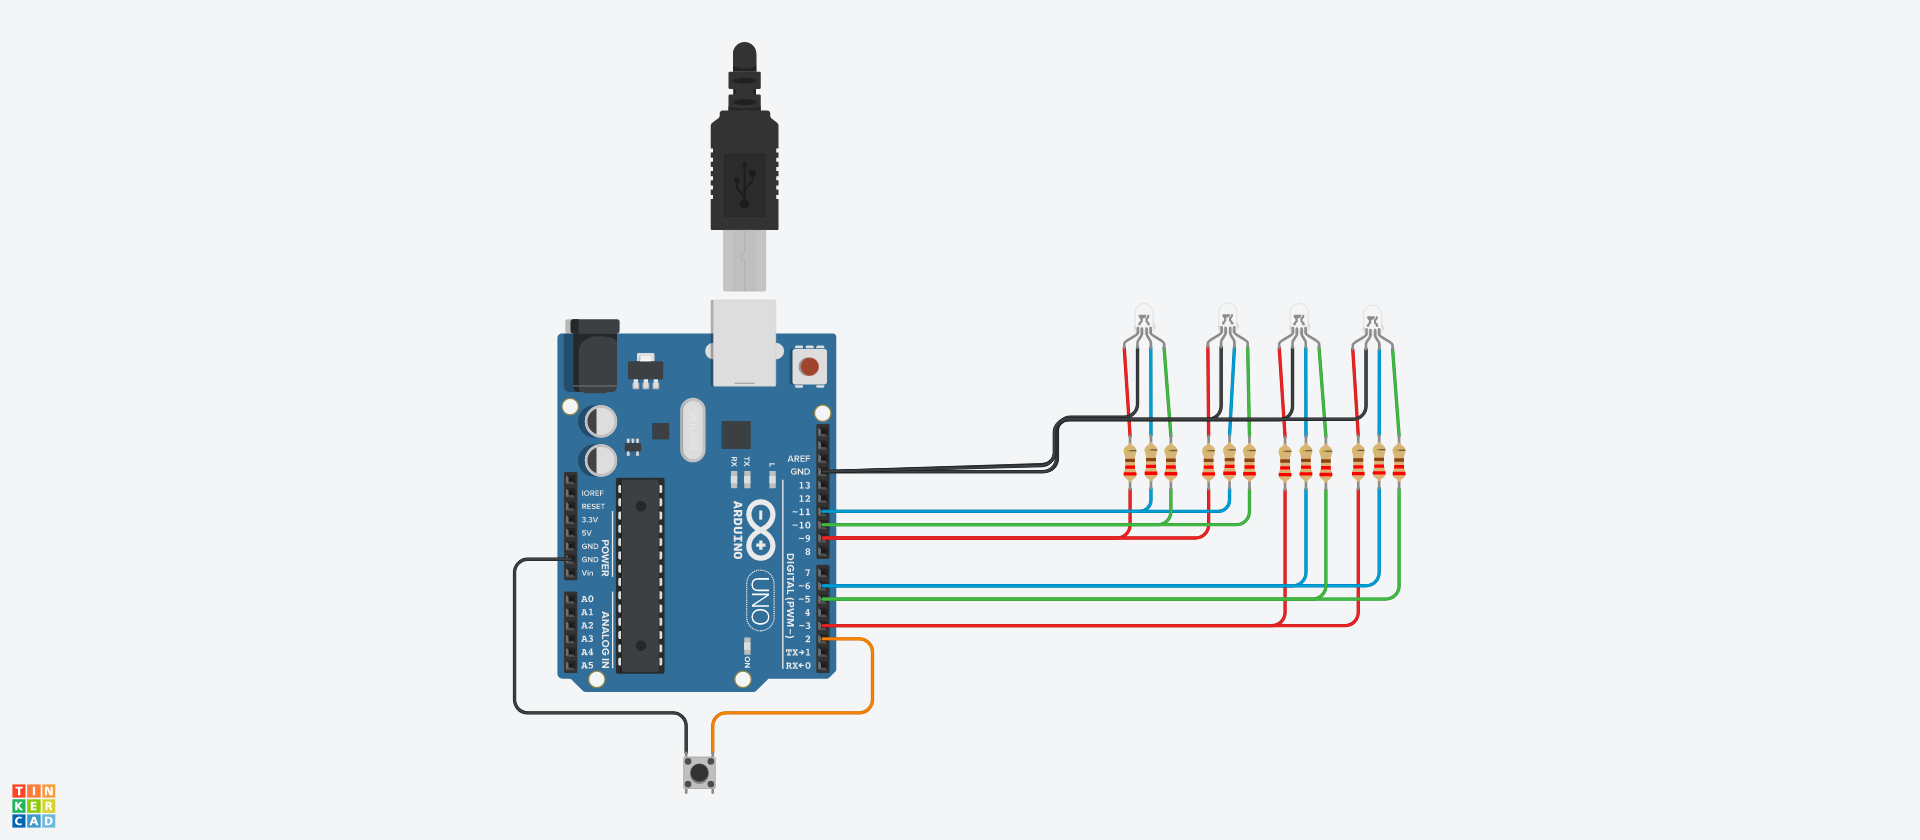 AREF
GND
13
12
~11
~10
~9
8
7
~6
~5
4
~3
2
TX→1
RX←0
DIGITAL (PWM~)
IOREF
RESET
3.3V
5V
GND
GND
Vin
POWER
A0
A1
A2
A3
A4
A5
ANALOG IN
RX
TX
L
ARDUINO
UNO
ON
TIN
KER
CAD